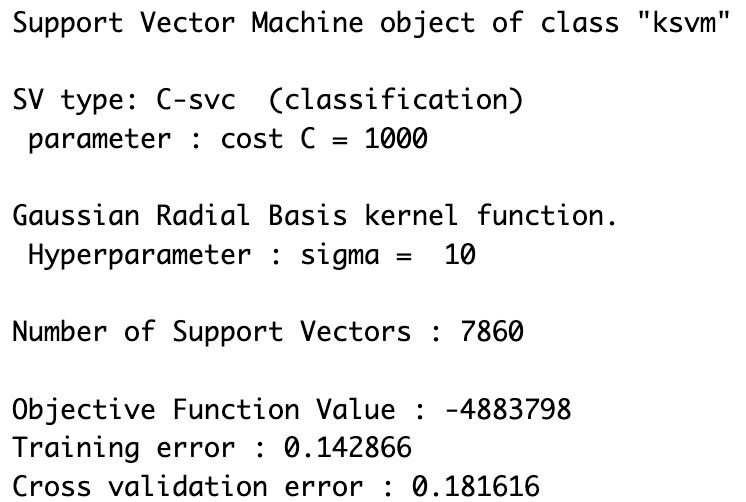 Support Vector Machine object of class "ksvm"
SV type: C-svc  (classification)
parameter : cost C = 1000
Gaussian Radial Basis kernel function.
Hyperparameter : sigma =  10
Number of Support Vectors : 7860
Objective Function Value : -4883798
Training error : 0.142866
Cross validation error : 0.181616